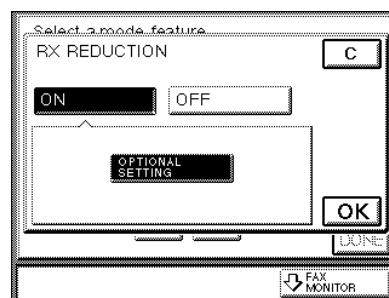 Select a mode feature
RX REDUCTION
C
ON
OFF
OPTIONAL
SETTING
OK
DONE
FAX
MONITOR